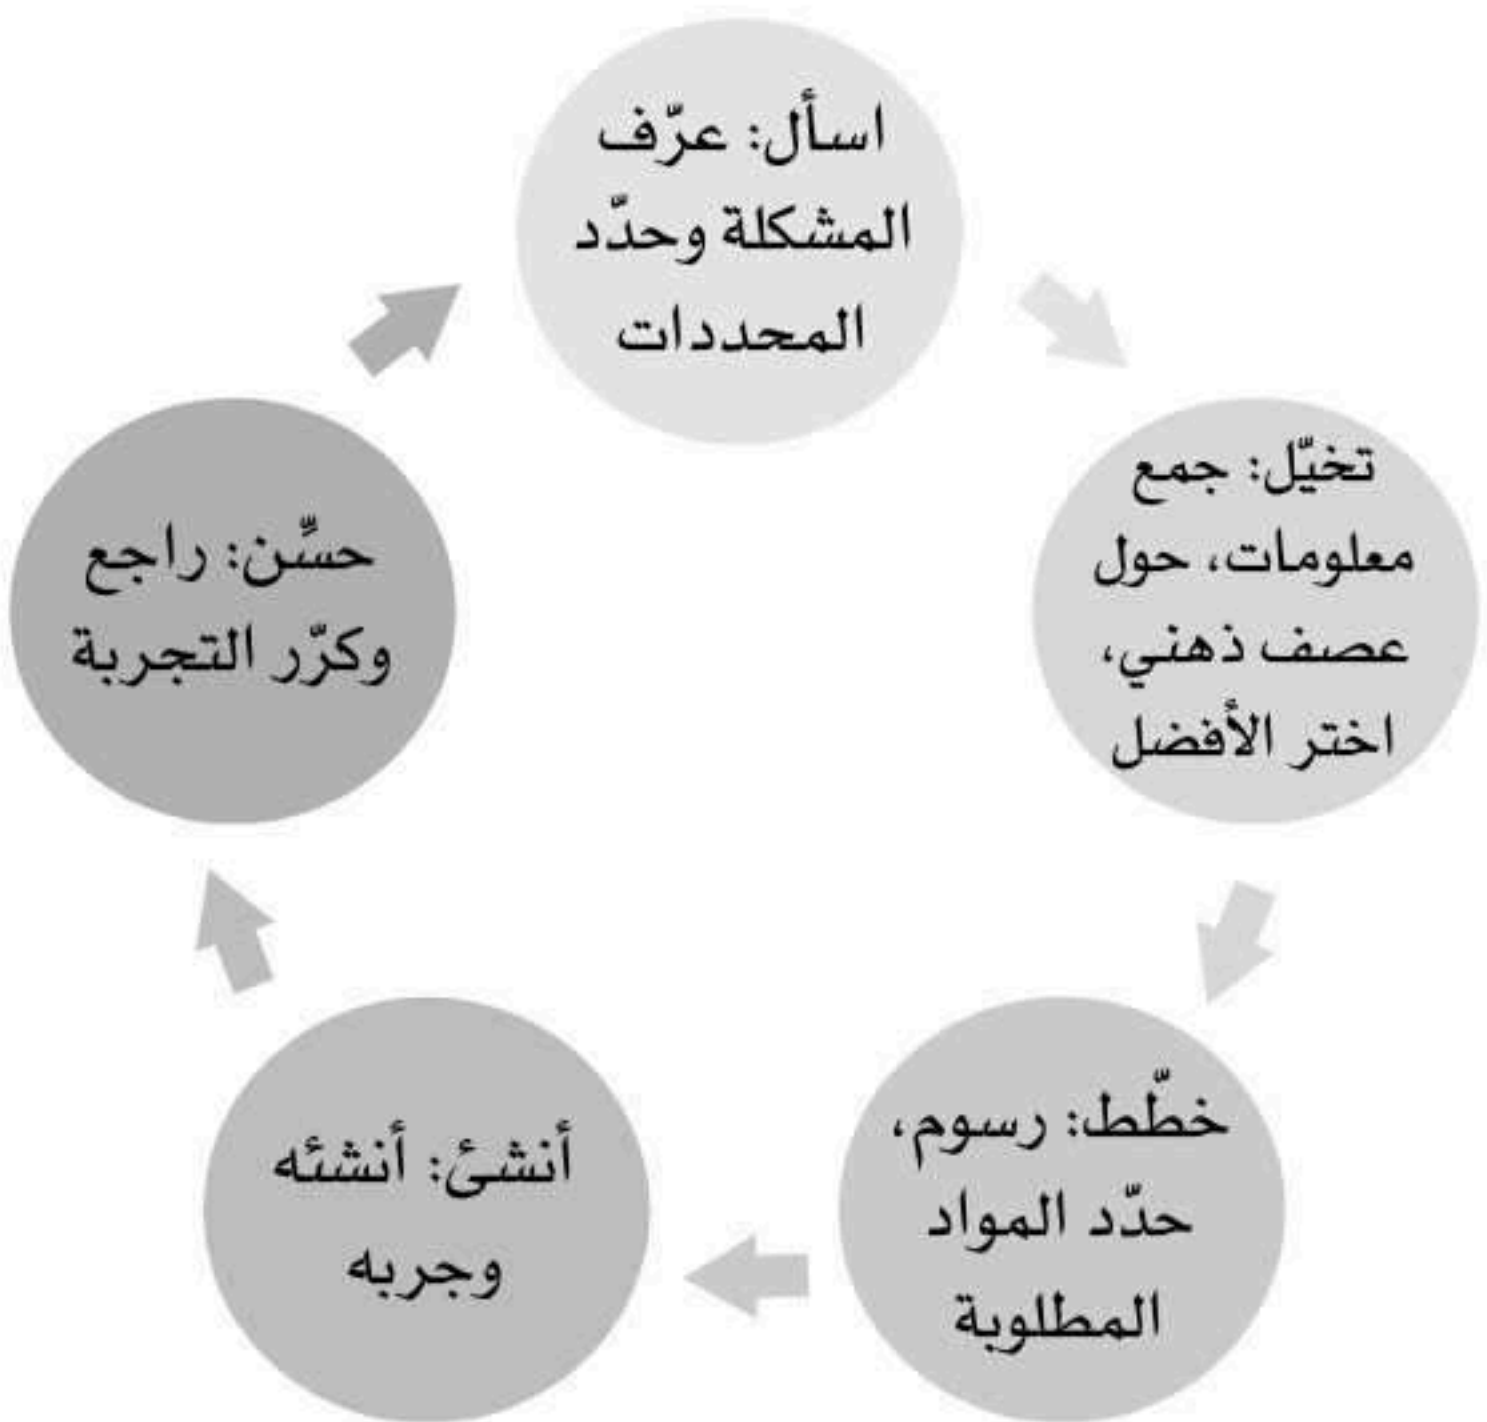 اسأل: عرّف
المشكلة وحدّد
المحددات
تخيّل: جمع
معلومات، حول
عصف ذهني،
اختر الأفضل
خطّط: رسوم،
حدّد المواد
المطلوبة
أنشئ: أنشئه
وجربه
حسِّن: راجع
وكرّر التجربة